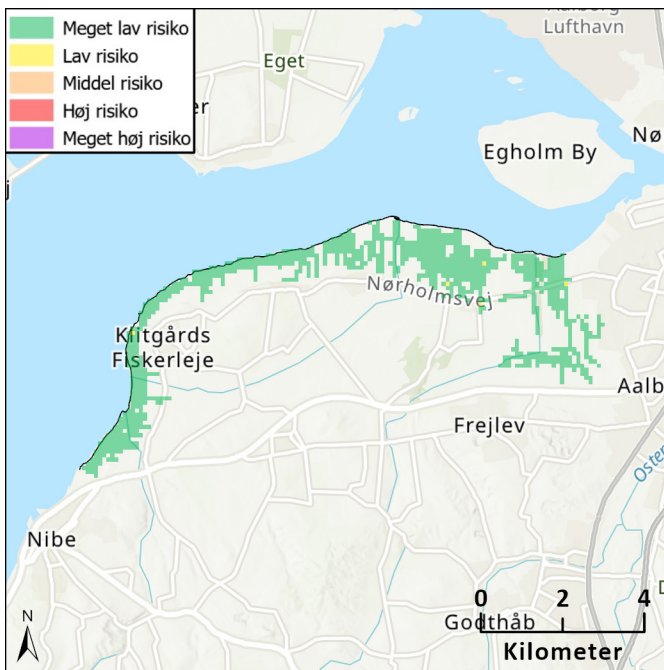 Meget lav risiko
Lav risiko
Middel risiko
Høj risiko
Meget høj risiko
Lufthavn
Eget
Egholm By
Nørholmsvej
Klitgårds
Fiskerleje
Aalb
Frejlev
Nibe
Godthåb
N
0 2 4
Kilometer